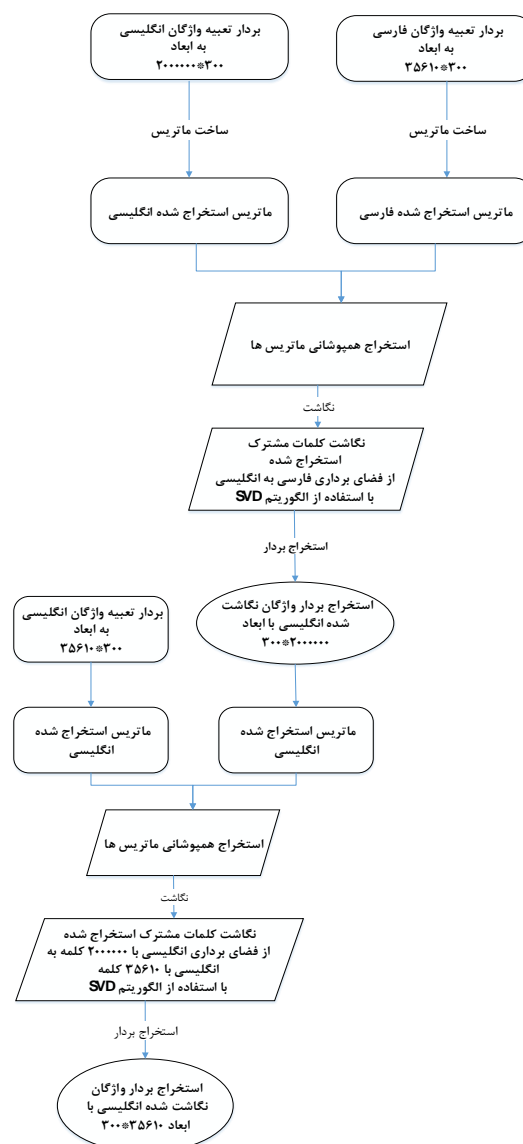 بردار تعبیه واژگان فارسی
به ابعاد
۳۵۶۱۰*۳۰۰
بردار تعبیه واژگان انگلیسی
به ابعاد
۲۰۰۰۰۰۰*۳۰۰
ساخت ماتریس
ساخت ماتریس
ماتریس استخراج شده فارسی
ماتریس استخراج شده انگلیسی
استخراج همپوشانی ماتریس ها
نگاشت
نگاشت کلمات مشترک
استخراج شده
از فضای برداری فارسی به انگلیسی
با استفاده از الگوریتم SVD
استخراج بردار
استخراج بردار واژگان نگاشت
شده انگلیسی با ابعاد
۳۰۰*۲۰۰۰۰۰۰
بردار تعبیه واژگان انگلیسی
به ابعاد
۳۵۶۱۰*۳۰۰
ماتریس استخراج شده
انگلیسی
ماتریس استخراج شده
انگلیسی
استخراج همپوشانی ماتریس ها
نگاشت
نگاشت کلمات مشترک استخراج شده
از فضای برداری انگلیسی با ۲۰۰۰۰۰۰ کلمه به
انگلیسی با ۳۵۶۱۰ کلمه
با استفاده از الگوریتم SVD
استخراج بردار
استخراج بردار واژگان
نگاشت شده انگلیسی با
ابعاد ۳۵۶۱۰*۳۰۰